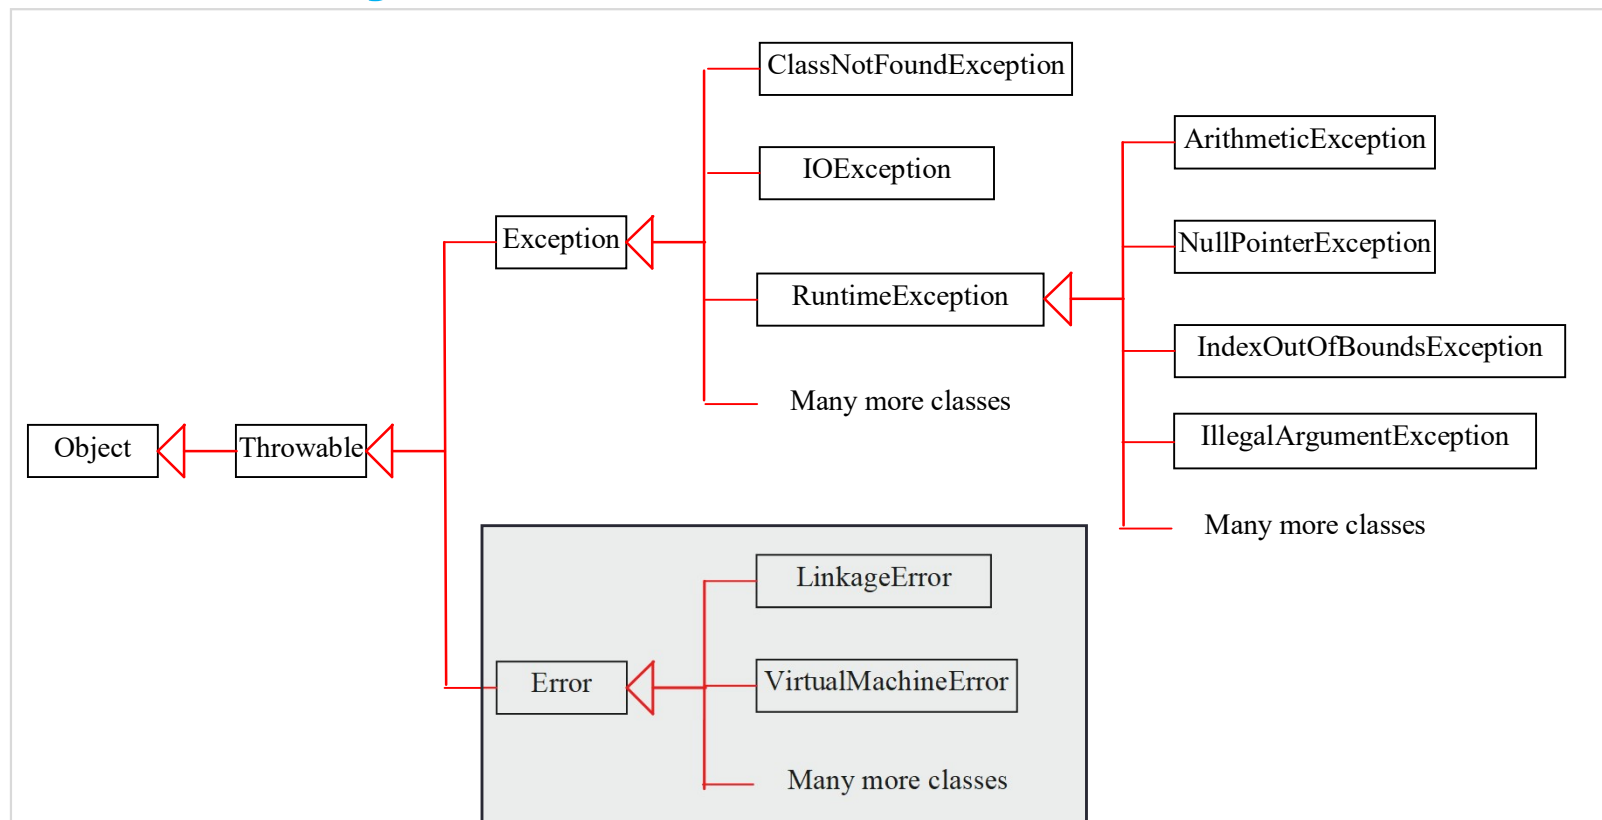 ClassNotFoundException
ArithmeticException
IOException
NullPointerException
Exception
RuntimeException
IndexOutOfBoundsException
Many more classes
IllegalArgumentException
Object
Throwable
Many more classes
LinkageError
Error
VirtualMachineError
Many more classes